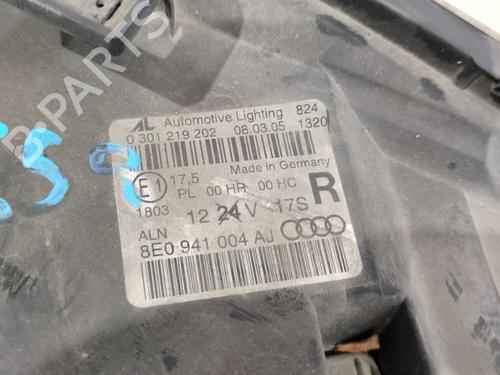 AL Automotive Lighting 824
0 301 219 202 08.03.05 1320
E1 17,5 Made in Germany
PL 00 HR 00 HC R
1803 12 24 V 17S
ALN
8E0 941 004 AJ
B-PARTS